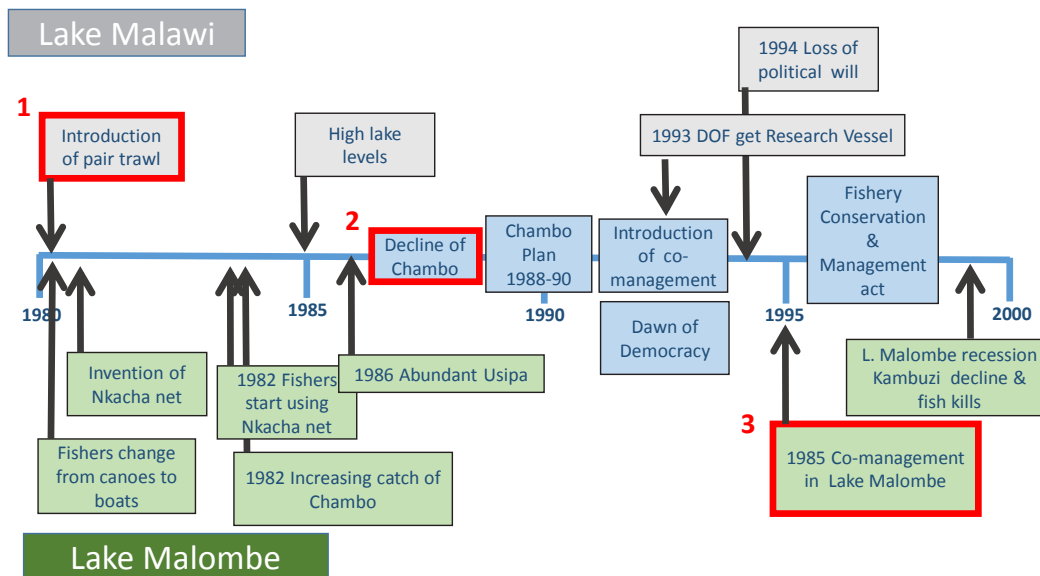 Lake Malawi
1994 Loss of
political will
1
Introduction
of pair trawl
High lake
levels
1993 DOF get Research Vessel
2
Decline of
Chambo
Chambo
Plan
1988-90
Introduction
of co-
management
Fishery
Conservation
&
Management
act
1980
1985
1990
1995
2000
Dawn of
Democracy
Invention of
Nkacha net
1982 Fishers
start using
Nkacha net
1986 Abundant Usipa
L. Malombe recession
Kambuzi decline &
fish kills
Fishers change
from canoes to
boats
1982 Increasing catch of
Chambo
3
1985 Co-management
in Lake Malombe
Lake Malombe